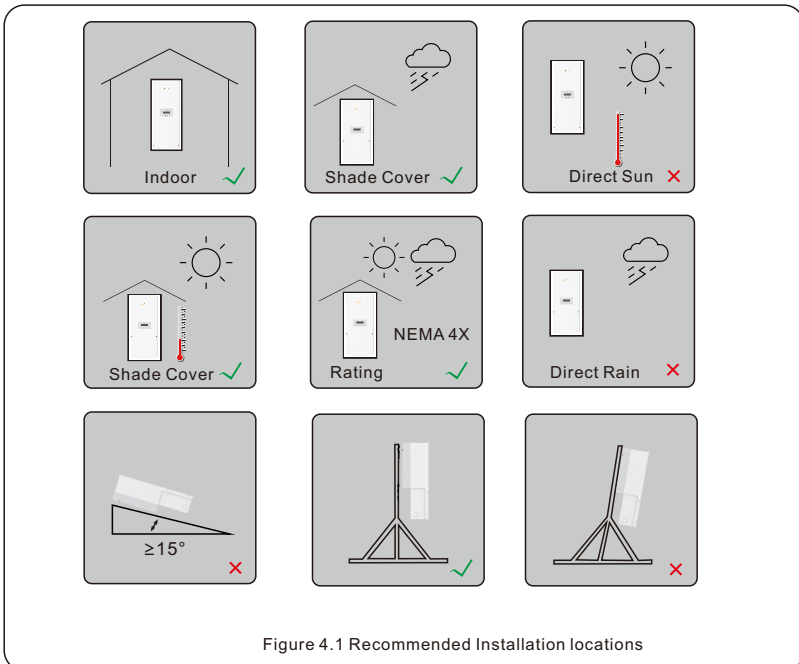 Indoor
Shade Cover
Direct Sun
Shade Cover
NEMA 4X
Rating
Direct Rain
≥15°
Figure 4.1 Recommended Installation locations